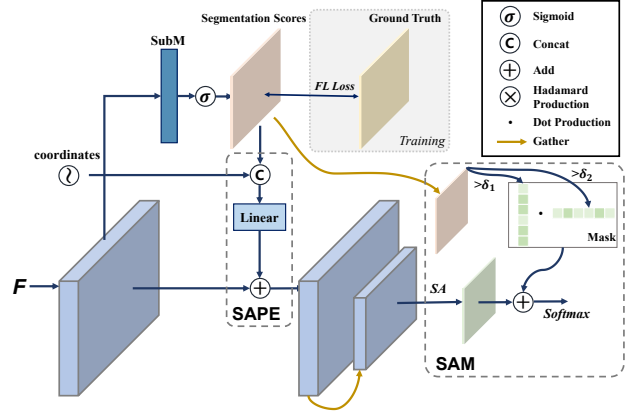 Segmentation Scores
Ground Truth
SubM
σ
FL Loss
Training
σ Sigmoid
C Concat
+ Add
× Hadamard
Production
· Dot Production
Gather
coordinates
C
Linear
+
SAPE
F
>δ1
>δ2
·
Mask
SA
+
Softmax
SAM